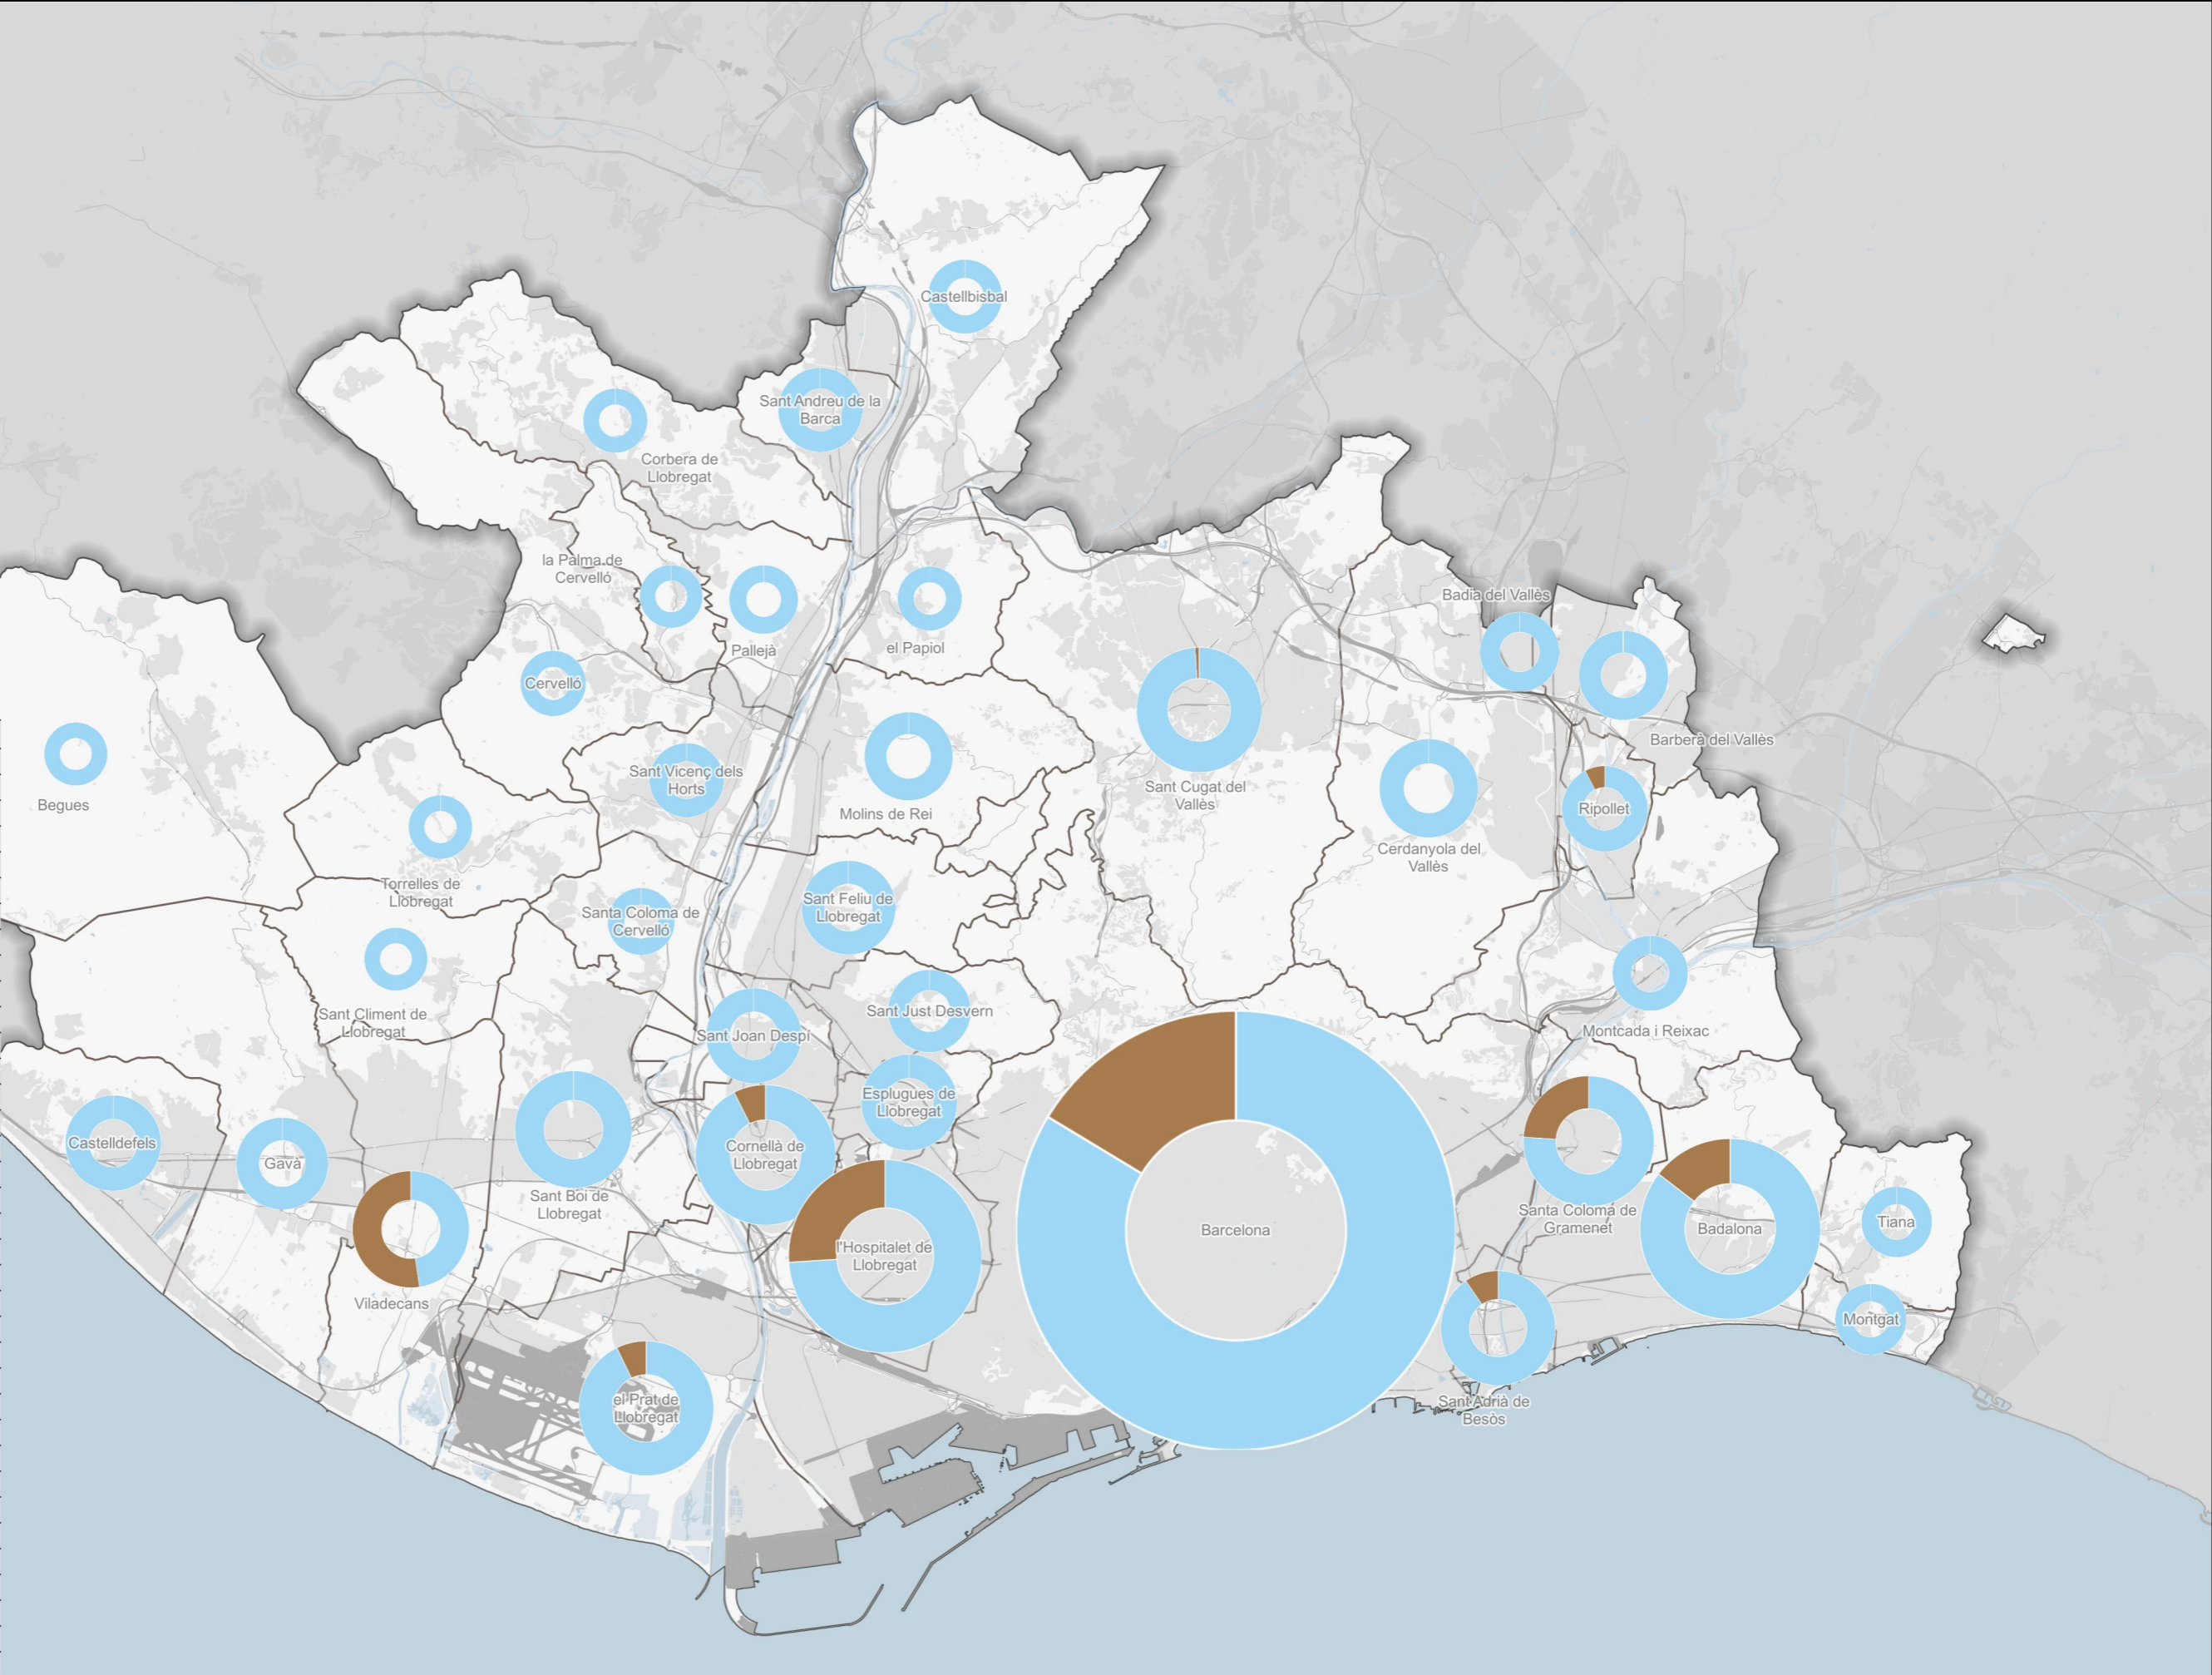 Castellbisbal
Sant Andreu de la
Barca
Corbera de
Llobregat
la Palma de
Cervelló
Pallejà
el Papiol
Badia del Vallès
Cervelló
Barberà del Vallès
Sant Vicenç dels
Horts
Molins de Rei
Sant Cugat del
Vallès
Ripollet
Begues
Cerdanyola del
Vallès
Torrelles de
Llobregat
Sant Feliu de
Llobregat
Santa Coloma de
Cervelló
Sant Climent de
Llobregat
Sant Just Desvern
Sant Joan Despí
Montcada i Reixac
Esplugues de
Llobregat
Castelldefels
Gavà
Cornellà de
Llobregat
Sant Boi de
Llobregat
Santa Coloma de
Gramenet
Badalona
Tiana
Barcelona
l'Hospitalet de
Llobregat
Viladecans
Montgat
el Prat de
Llobregat
Sant Adrià de
Besòs